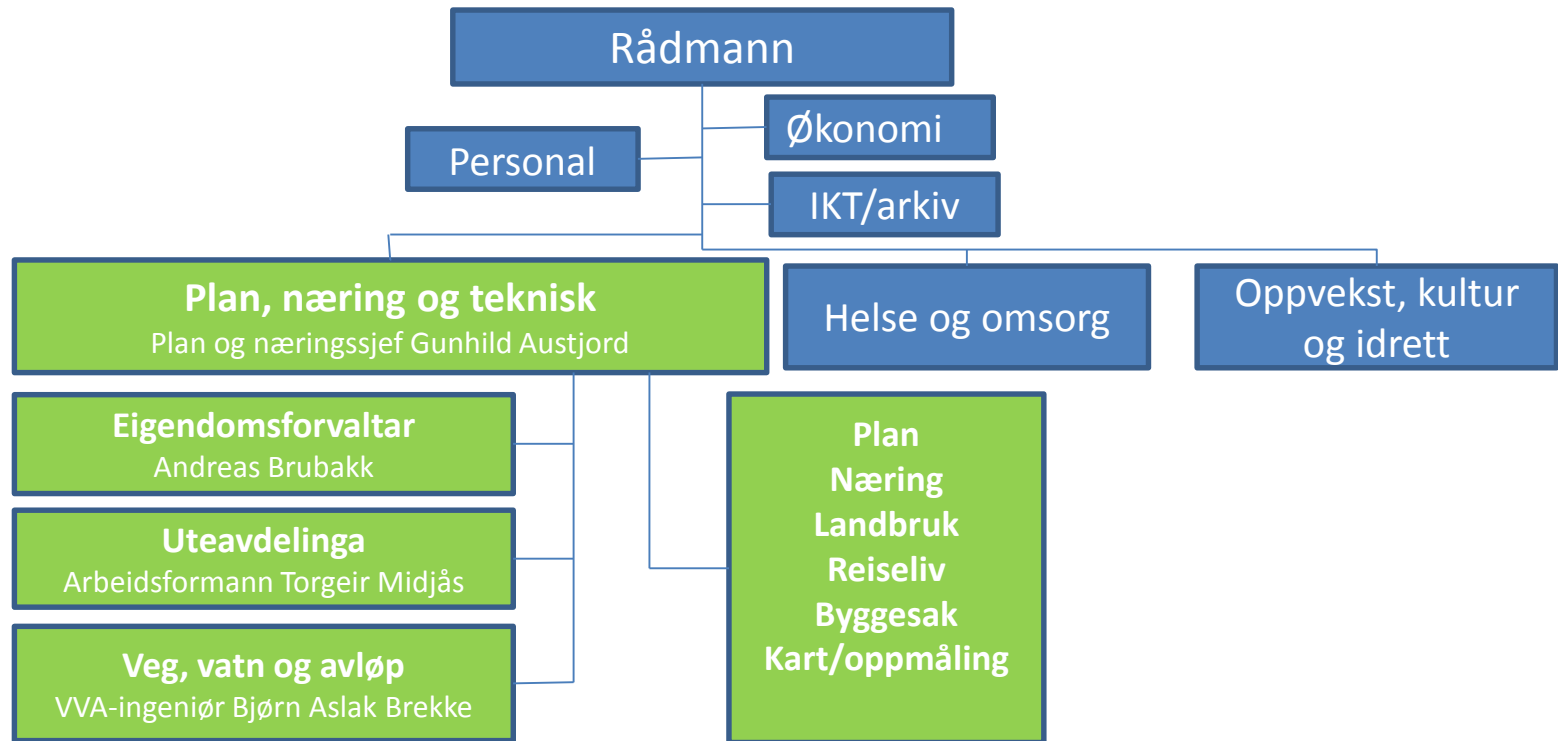 Rådmann
Økonomi
Personal
IKT/arkiv
Plan, næring og teknisk
Plan og næringssjef Gunhild Austjord
Helse og omsorg
Oppvekst, kultur
og idrett
Eigendomsforvaltar
Andreas Brubakk
Uteavdelinga
Arbeidsformann Torgeir Midjås
Veg, vatn og avløp
VVA-ingeniør Bjørn Aslak Brekke
Plan
Næring
Landbruk
Reiseliv
Byggesak
Kart/oppmåling